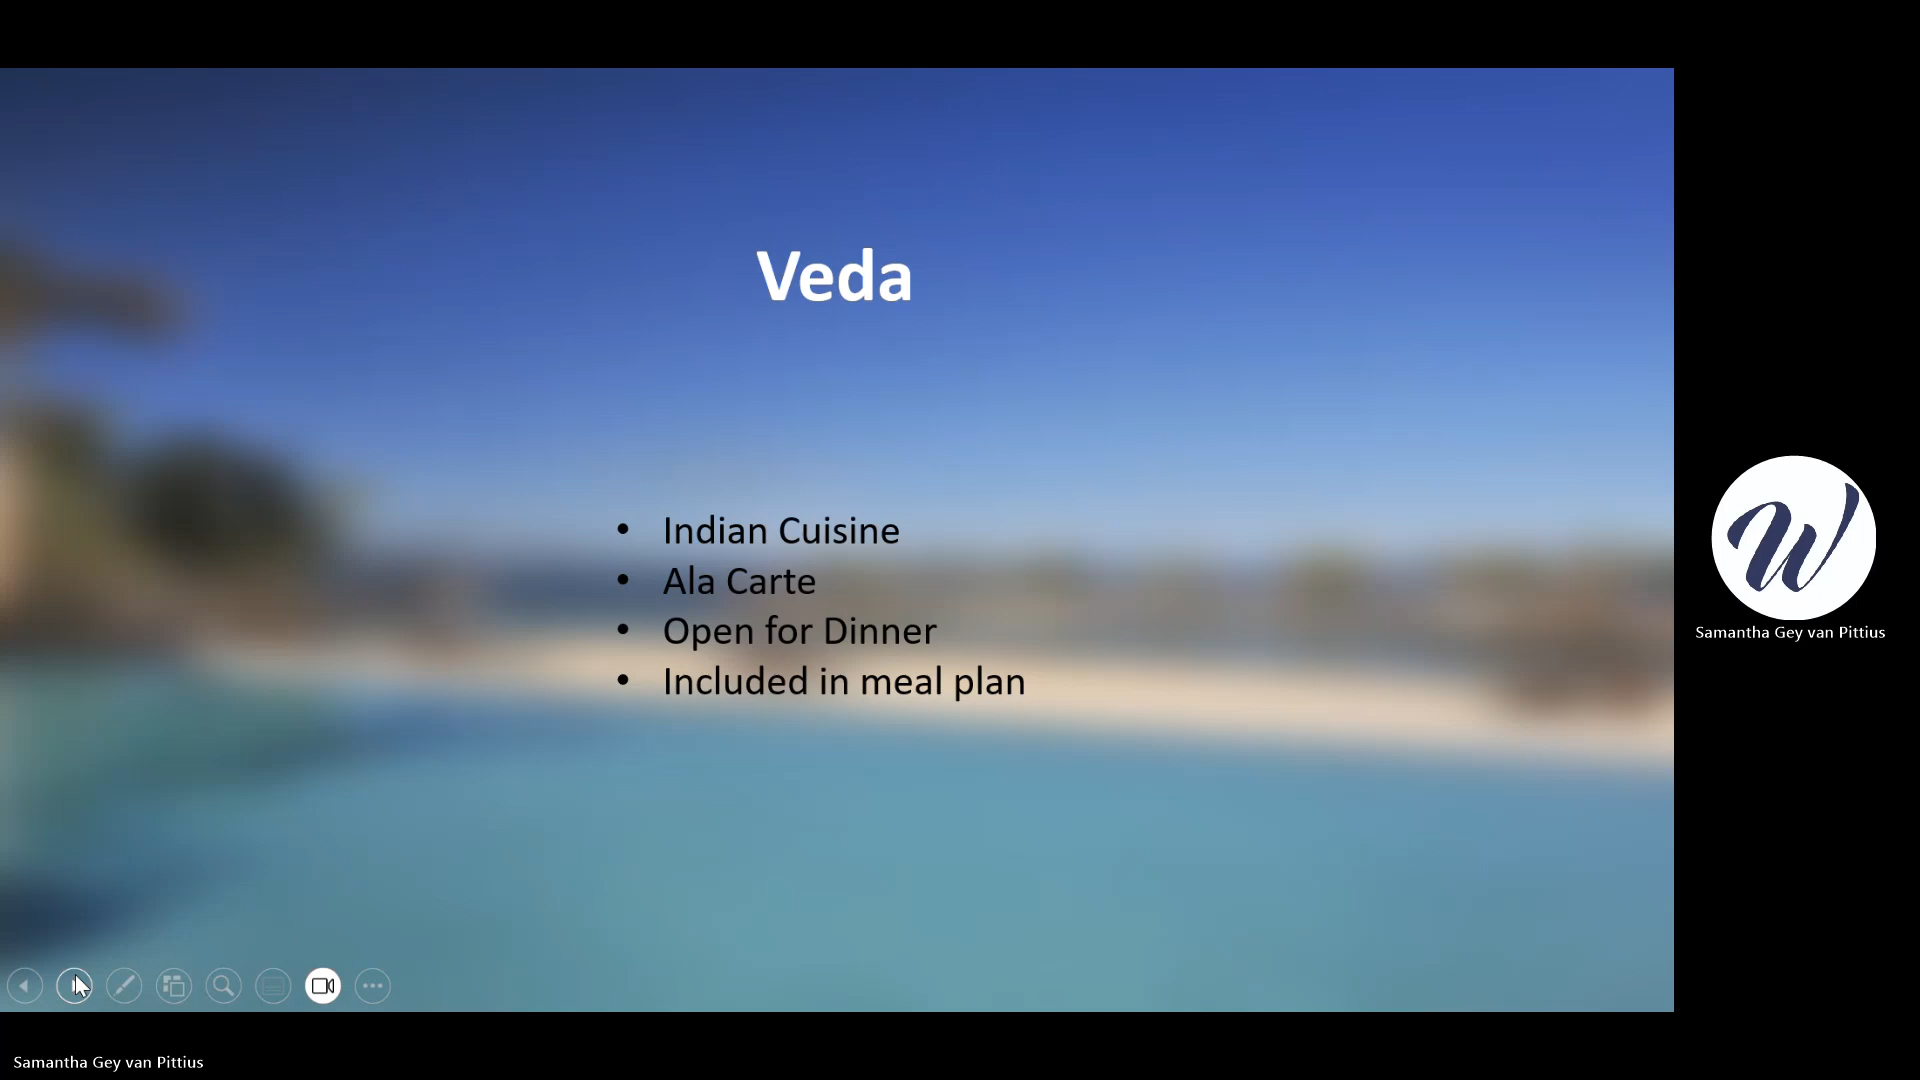 Veda
• Indian Cuisine
• Ala Carte
• Open for Dinner
• Included in meal plan
W
Samantha Gey van Pittius
Samantha Gey van Pittius